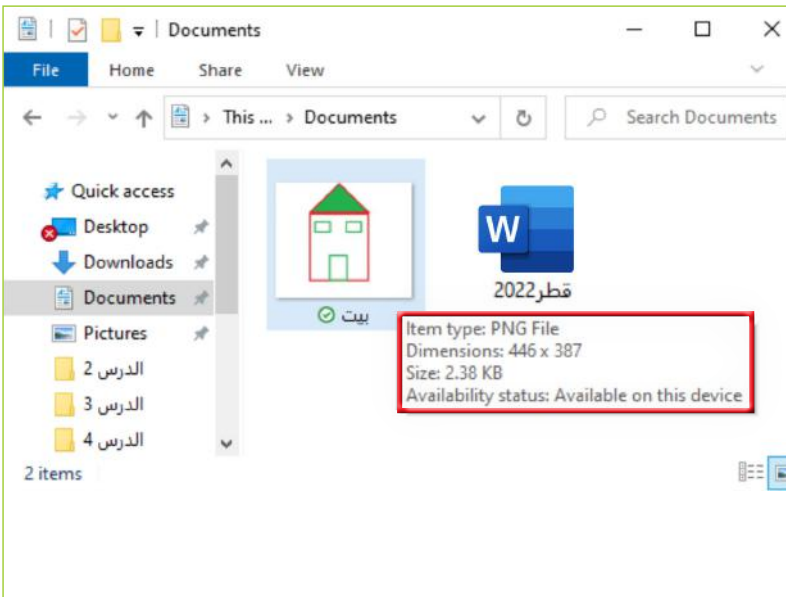 Documents
File Home Share View
This ... Documents Search Documents
Quick access
Desktop
Downloads
Documents
Pictures
الدرس 2
الدرس 3
الدرس 4
بيت
W
قطر2022
Item type: PNG File
Dimensions: 446 x 387
Size: 2.38 KB
Availability status: Available on this device
2 items